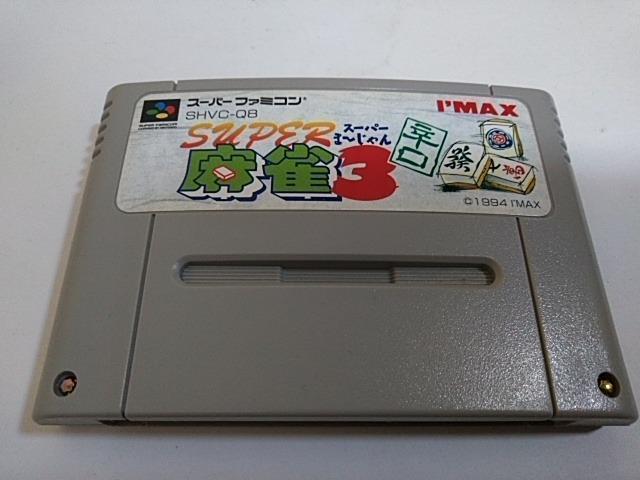 スーパーファミコン
I'MAX
SHVC-Q8
SUPER
スーパー
まーじゃん
麻雀3
辛口
發
©1994 I'MAX